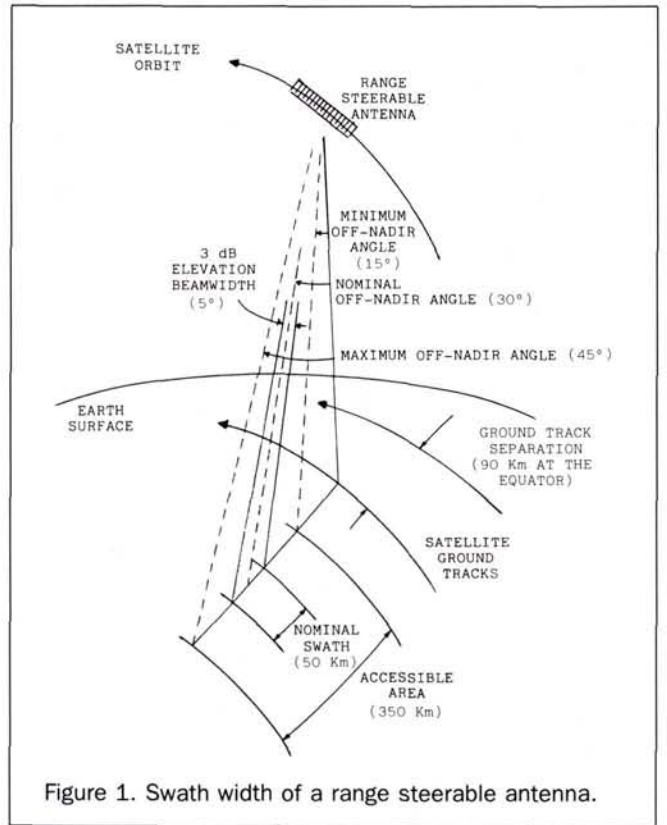 SATELLITE
ORBIT
RANGE
STEERABLE
ANTENNA
MINIMUM
OFF-NADIR
ANGLE
(15°)
3 dB
ELEVATION
BEAMWIDTH
(5°)
NOMINAL
OFF-NADIR ANGLE (30°)
MAXIMUM OFF-NADIR ANGLE (45°)
EARTH
SURFACE
GROUND TRACK
SEPARATION
(90 Km AT THE
EQUATOR)
SATELLITE
GROUND
TRACKS
NOMINAL
SWATH
(50 Km)
ACCESSIBLE
AREA
(350 Km)
Figure 1. Swath width of a range steerable antenna.